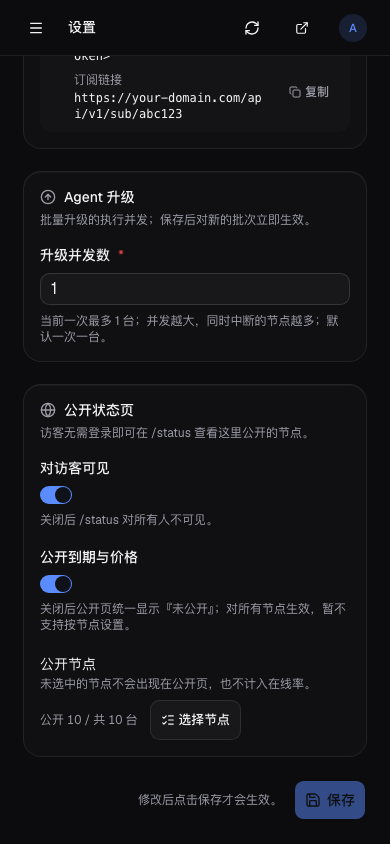 设置
A
oken>
订阅链接
https://your-domain.com/ap
i/v1/sub/abc123
复制
Agent 升级
批量升级的执行并发；保存后对新的批次立即生效。
升级并发数 *
1
当前一次最多 1 台；并发越大，同时中断的节点越多；默
认一次一台。
公开状态页
访客无需登录即可在 /status 查看这里公开的节点。
对访客可见
关闭后 /status 对所有人不可见。
公开到期与价格
关闭后公开页统一显示『未公开』；对所有节点生效，暂不
支持按节点设置。
公开节点
未选中的节点不会出现在公开页，也不计入在线率。
公开 10 / 共 10 台
选择节点
修改后点击保存才会生效。
保存